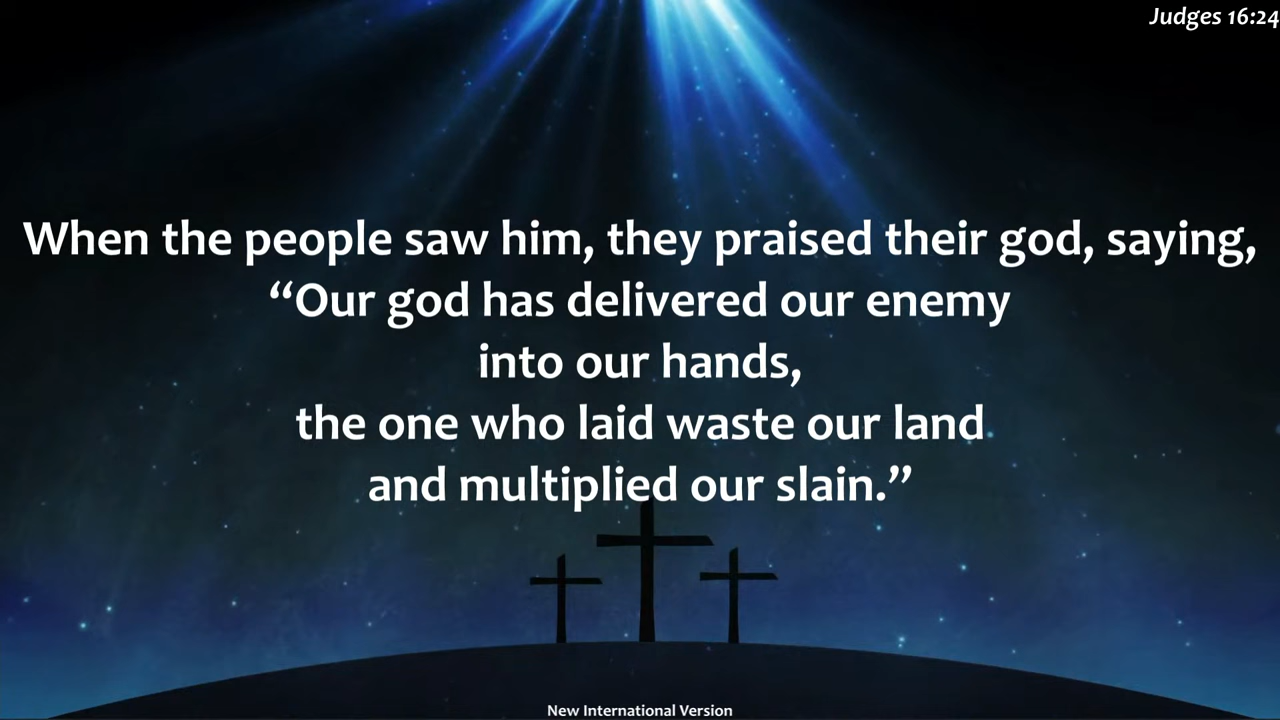 Judges 16:24
When the people saw him, they praised their god, saying,
“Our god has delivered our enemy
into our hands,
the one who laid waste our land
and multiplied our slain.”
New International Version